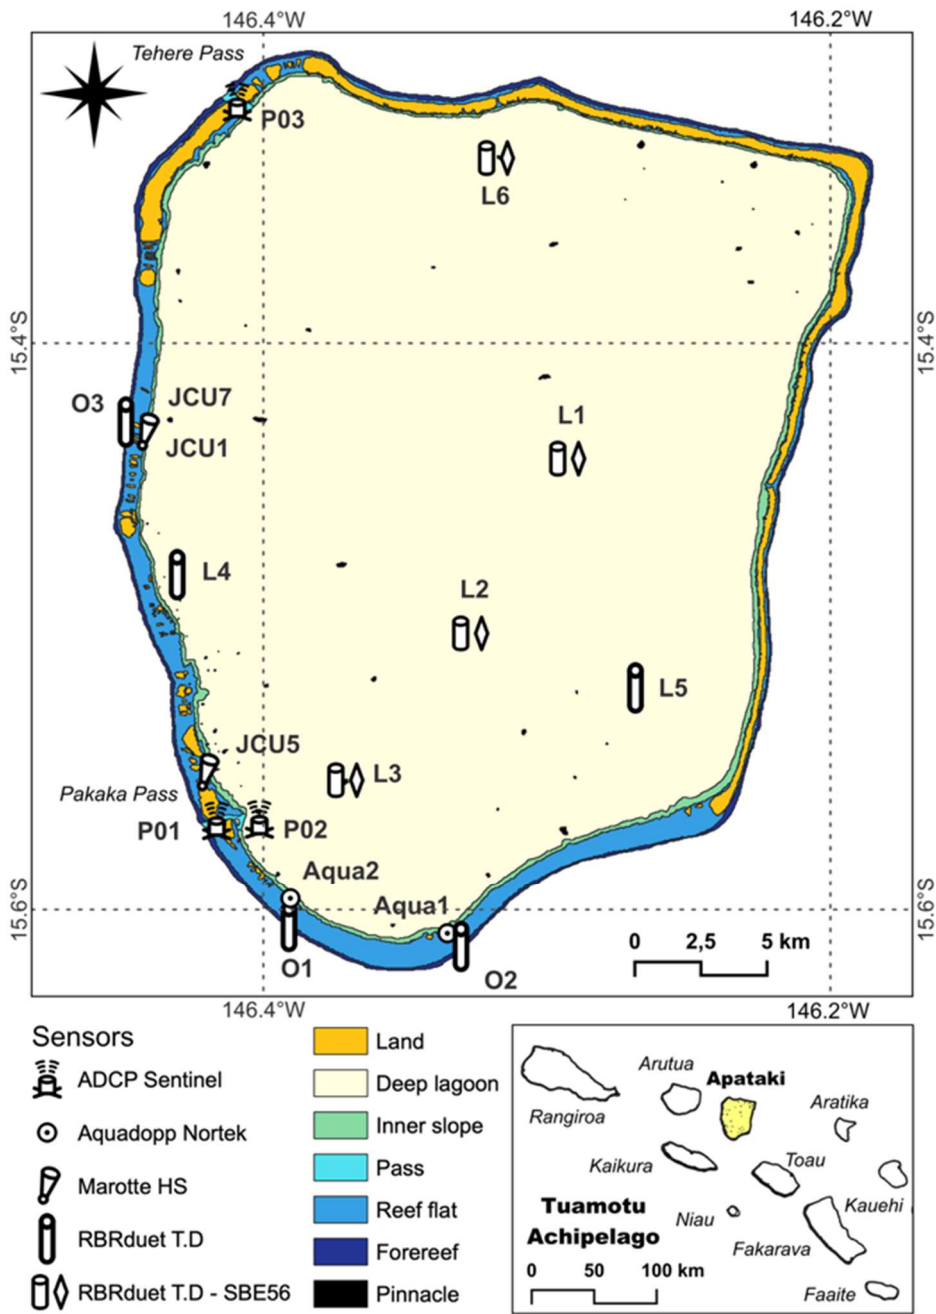 146.4°W
146.2°W
Tehere Pass
P03
L6
15.4°S
15.4°S
O3
JCU7
JCU1
L1
L4
L2
L5
JCU5
L3
Pakaka Pass
P01
P02
Aqua2
Aqua1
15.6°S
15.6°S
0 2,5 5 km
O1
O2
146.4°W
146.2°W
Sensors
ADCP Sentinel
Aquadopp Nortek
Marotte HS
RBRduet T.D
RBRduet T.D - SBE56
Land
Deep lagoon
Inner slope
Pass
Reef flat
Forereef
Pinnacle
Arutua
Apataki
Rangiroa
Aratika
Kaikura
Toau
Kauehi
Tuamotu
Achipelago
Niau
Fakarava
0 50 100 km
Faaite